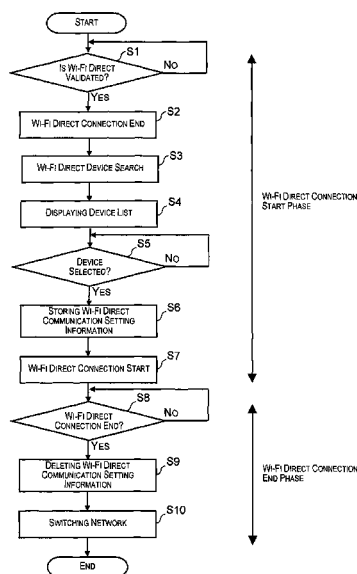 START
S1
IS WI-FI DIRECT
VALIDATED?
NO
YES
S2
WI-FI DIRECT CONNECTION END
S3
WI-FI DIRECT DEVICE SEARCH
S4
DISPLAYING DEVICE LIST
WI-FI DIRECT CONNECTION
START PHASE
S5
DEVICE
SELECTED?
NO
YES
S6
STORING WI-FI DIRECT
COMMUNICATION SETTING
INFORMATION
S7
WI-FI DIRECT CONNECTION START
S8
WI-FI DIRECT
CONNECTION END?
NO
YES
S9
DELETING WI-FI DIRECT
COMMUNICATION SETTING
INFORMATION
WI-FI DIRECT CONNECTION
END PHASE
S10
SWITCHING NETWORK
END